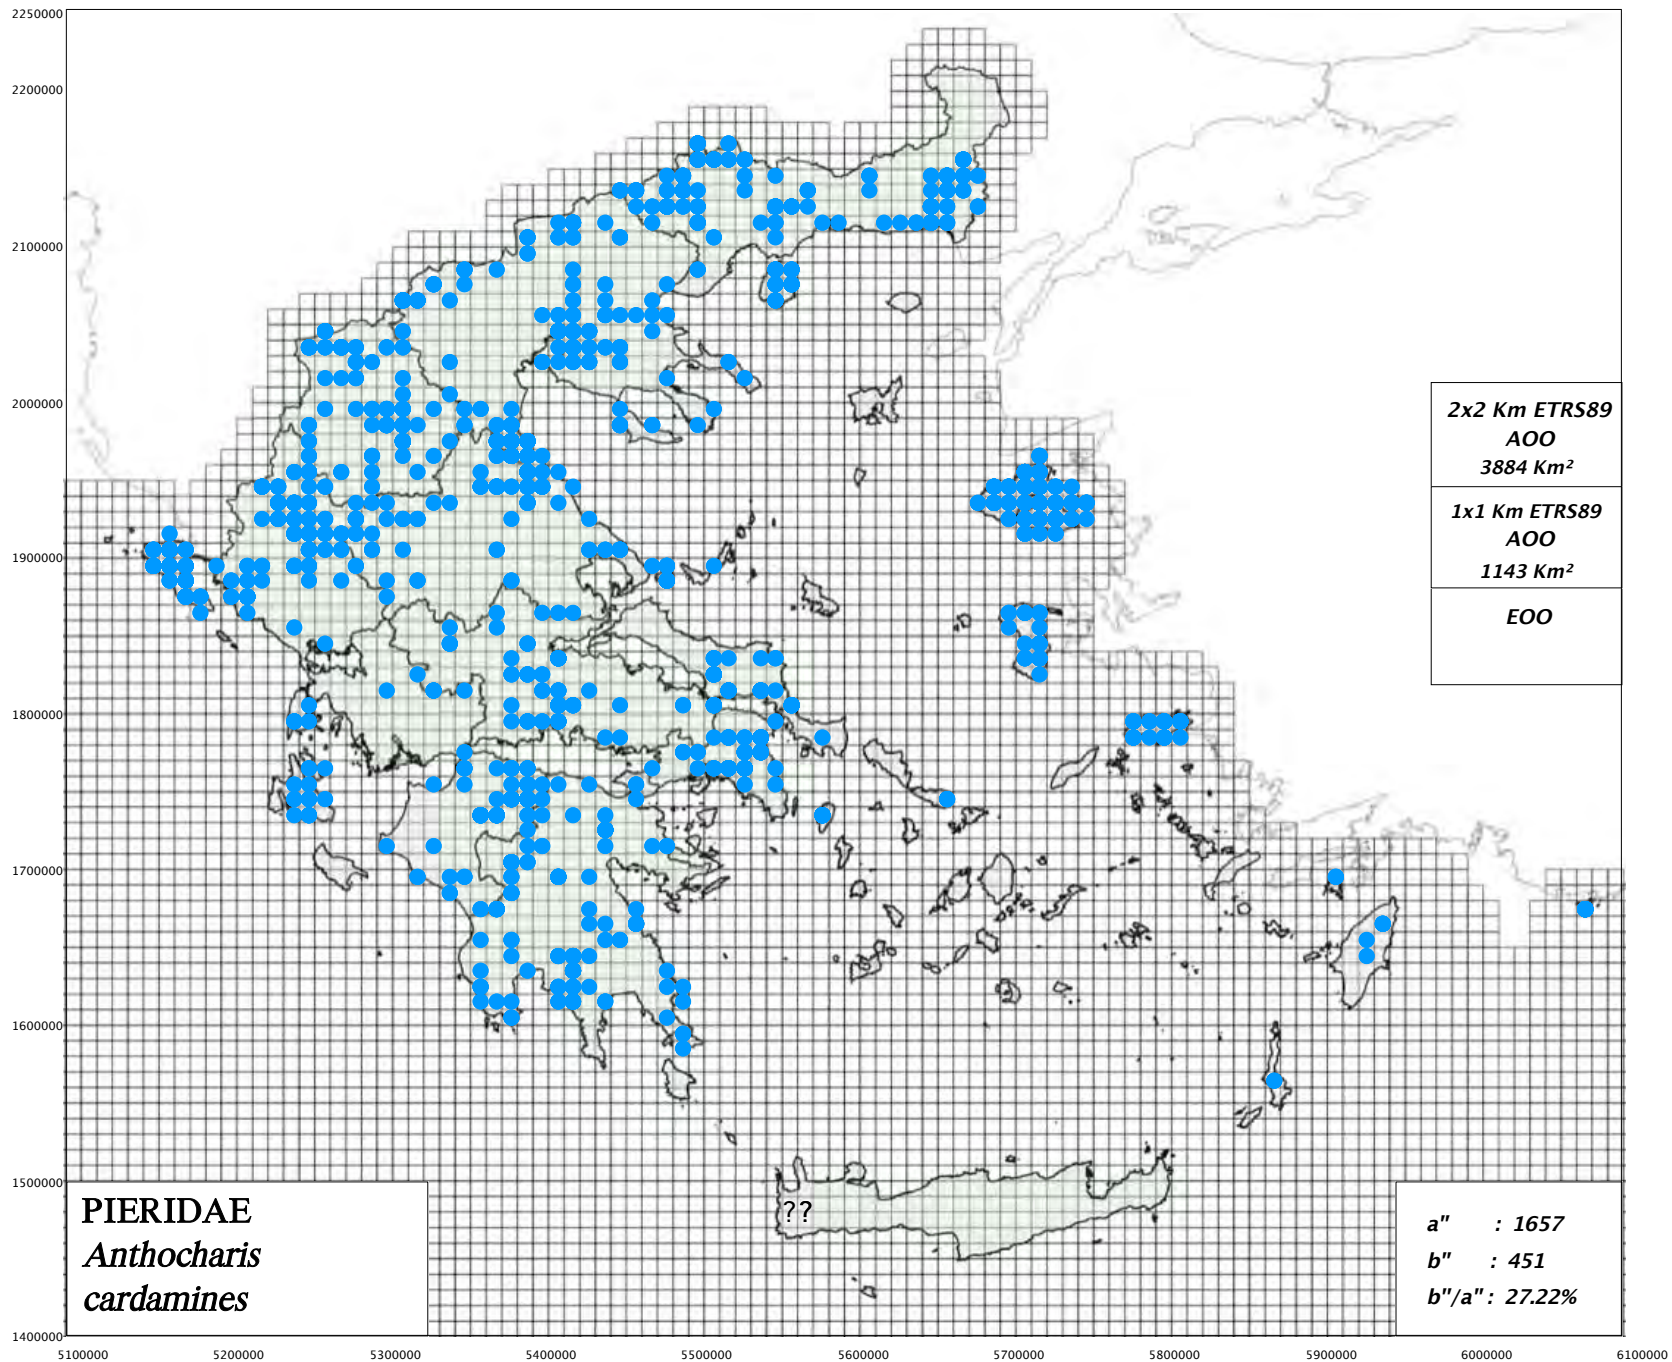 2250000
2200000
2100000
2000000
1900000
1800000
1700000
1600000
1500000
1400000
2x2 Km ETRS89
AOO
3884 Km²
1x1 Km ETRS89
AOO
1143 Km²
EOO
??
PIERIDAE
Anthocharis
cardamines
a" : 1657
b" : 451
b"/a" : 27.22%
5100000 5200000 5300000 5400000 5500000 5600000 5700000 5800000 5900000 6000000 6100000